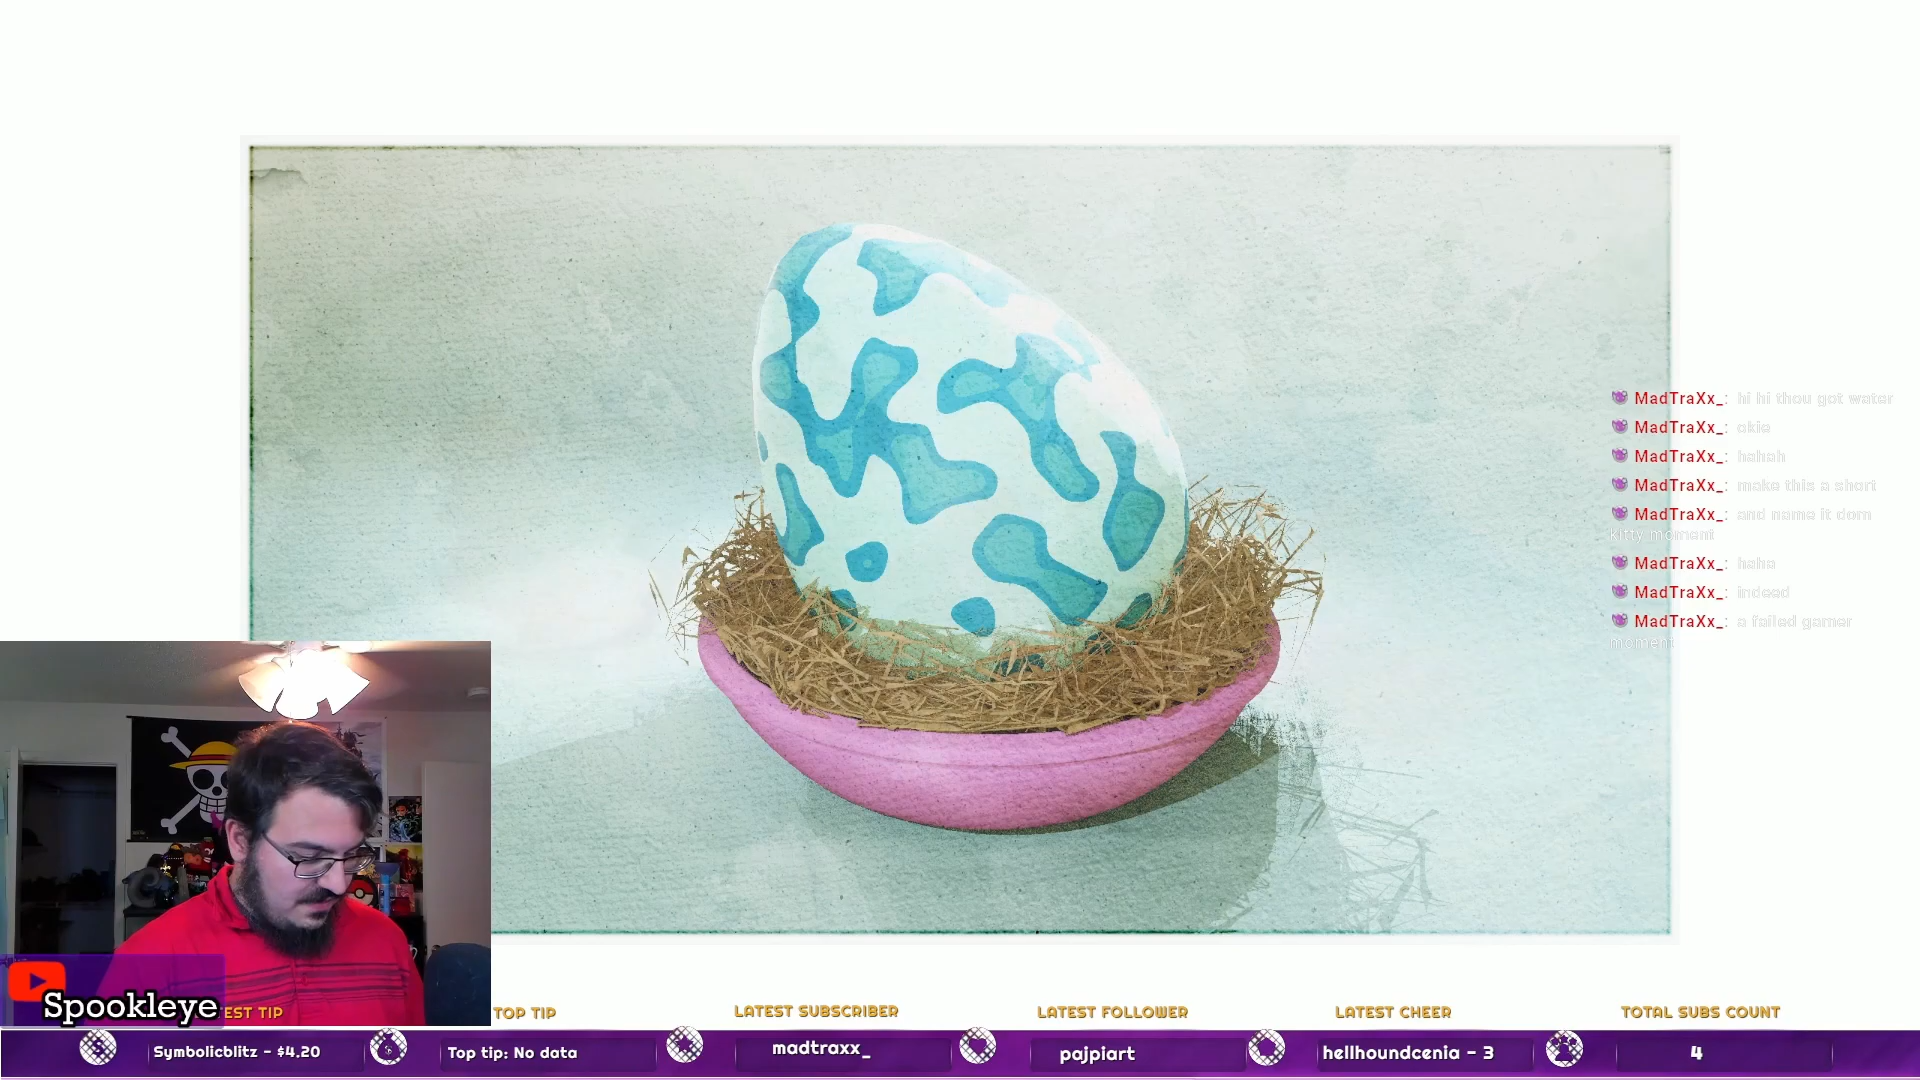 MadTraXx_: hi hi thou got water
MadTraXx_: okie
MadTraXx_: hahah
MadTraXx_: make this a short
MadTraXx_: and name it dom
kitty moment
MadTraXx_: haha
MadTraXx_: indeed
MadTraXx_: a failed gamer
moment
Spookleye
EST TIP
TOP TIP
LATEST SUBSCRIBER
LATEST FOLLOWER
LATEST CHEER
TOTAL SUBS COUNT
Symbolicblitz - $4.20
Top tip: No data
madtraxx_
pajpiart
hellhoundcenia - 3
4